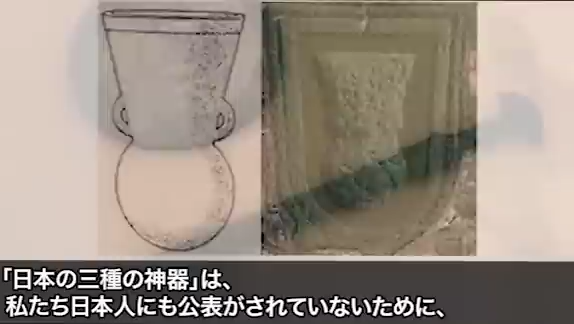 「日本の三種の神器」は、
私たち日本人にも公表がされていないために、